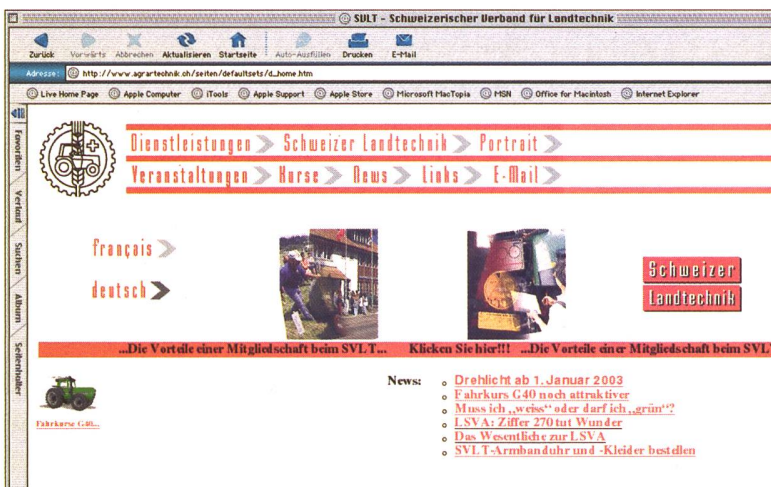 SVLT – Schweizerischer Verband für Landtechnik
Zurück Vorwärts Abbrechen Aktualisieren Startseite Auto-Ausfüllen Drucken E-Mail
Adresse: http://www.agrartechnik.ch/seiten/defaultsets/d_home.htm
Live Home Page Apple Computer iTools Apple Support Apple Store Microsoft MacTopia MSN Office for Macintosh Internet Explorer
Favoriten
Verlauf
Suchen
Album
Seitenhalter
Dienstleistungen Schweizer Landtechnik Portrait
Veranstaltungen Kurse News Links E-Mail
français
deutsch
Schweizer
Landtechnik
...Die Vorteile einer Mitgliedschaft beim SVLT... Klicken Sie hier!!! ...Die Vorteile einer Mitgliedschaft beim SVLT
Fahrkurse G40...
News:
Drehlicht ab 1. Januar 2003
Fahrkurs G40 noch attraktiver
Muss ich „weiss“ oder darf ich „grün“?
LSVA: Ziffer 270 tut Wunder
Das Wesentliche zur LSVA
SVLT-Armbanduhr und -Kleider bestellen